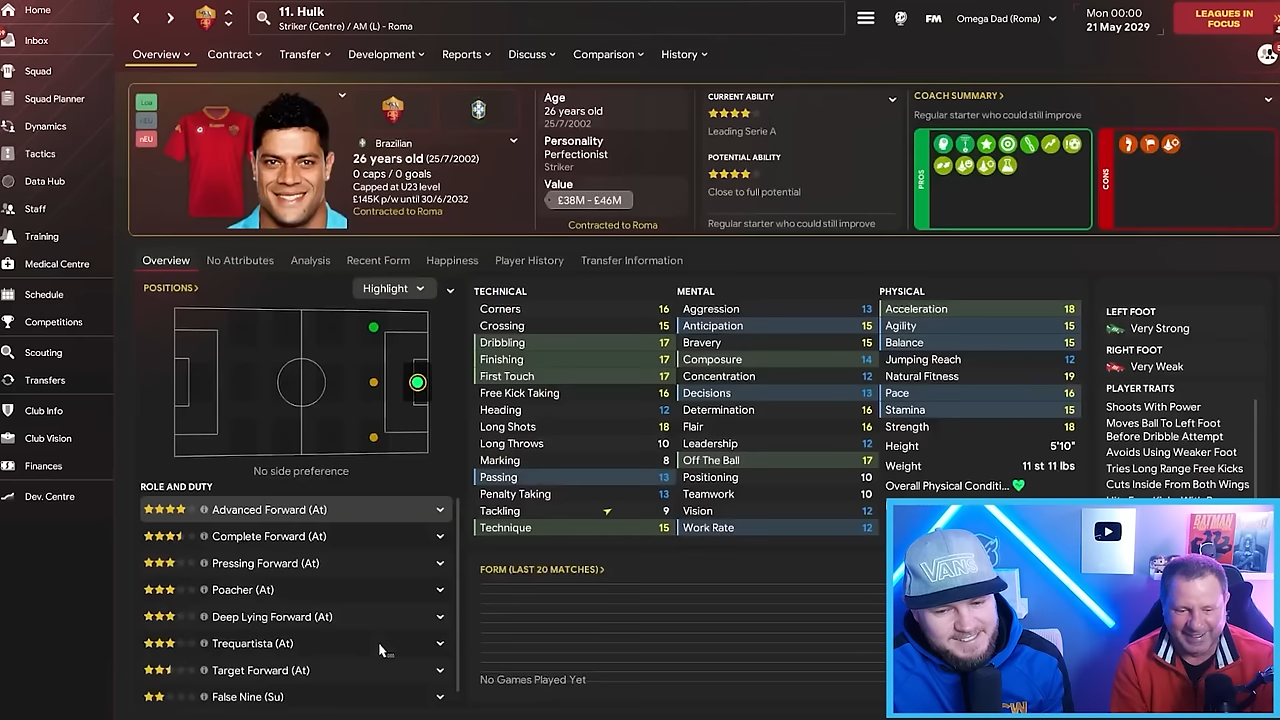 Home
Inbox
Squad
Squad Planner
Dynamics
Tactics
Data Hub
Staff
Training
Medical Centre
Schedule
Competitions
Scouting
Transfers
Club Info
Club Vision
Finances
Dev. Centre
11. Hulk
Striker (Centre) / AM (L) - Roma
FM
Omega Dad (Roma)
Mon 00:00
21 May 2029
LEAGUES IN
FOCUS
Overview
Contract
Transfer
Development
Reports
Discuss
Comparison
History
Loa
nEU
Brazilian
26 years old (25/7/2002)
0 caps / 0 goals
Capped at U23 level
£145K p/w until 30/6/2032
Contracted to Roma
Age
26 years old
25/7/2002
Personality
Perfectionist
Striker
Value
£38M - £46M
Contracted to Roma
CURRENT ABILITY
Leading Serie A
POTENTIAL ABILITY
Close to full potential
Regular starter who could still improve
COACH SUMMARY >
Regular starter who could still improve
PROS
CONS
Overview
No Attributes
Analysis
Recent Form
Happiness
Player History
Transfer Information
POSITIONS >
Highlight
No side preference
ROLE AND DUTY
Advanced Forward (At)
Complete Forward (At)
Pressing Forward (At)
Poacher (At)
Deep Lying Forward (At)
Trequartista (At)
Target Forward (At)
False Nine (Su)
TECHNICAL
Corners 16
Crossing 15
Dribbling 17
Finishing 17
First Touch 17
Free Kick Taking 16
Heading 12
Long Shots 18
Long Throws 10
Marking 8
Passing 13
Penalty Taking 13
Tackling 9
Technique 15
MENTAL
Aggression 13
Anticipation 15
Bravery 15
Composure 14
Concentration 12
Decisions 13
Determination 16
Flair 16
Leadership 12
Off The Ball 17
Positioning 10
Teamwork 10
Vision 12
Work Rate 12
PHYSICAL
Acceleration 18
Agility 15
Balance 15
Jumping Reach 12
Natural Fitness 19
Pace 16
Stamina 15
Strength 18
Height 5'10"
Weight 11 st 11 lbs
Overall Physical Conditi...
LEFT FOOT
Very Strong
RIGHT FOOT
Very Weak
PLAYER TRAITS
Shoots With Power
Moves Ball To Left Foot
Before Dribble Attempt
Avoids Using Weaker Foot
Tries Long Range Free Kicks
Cuts Inside From Both Wings
FORM (LAST 20 MATCHES) >
No Games Played Yet
VANS
BATMAN